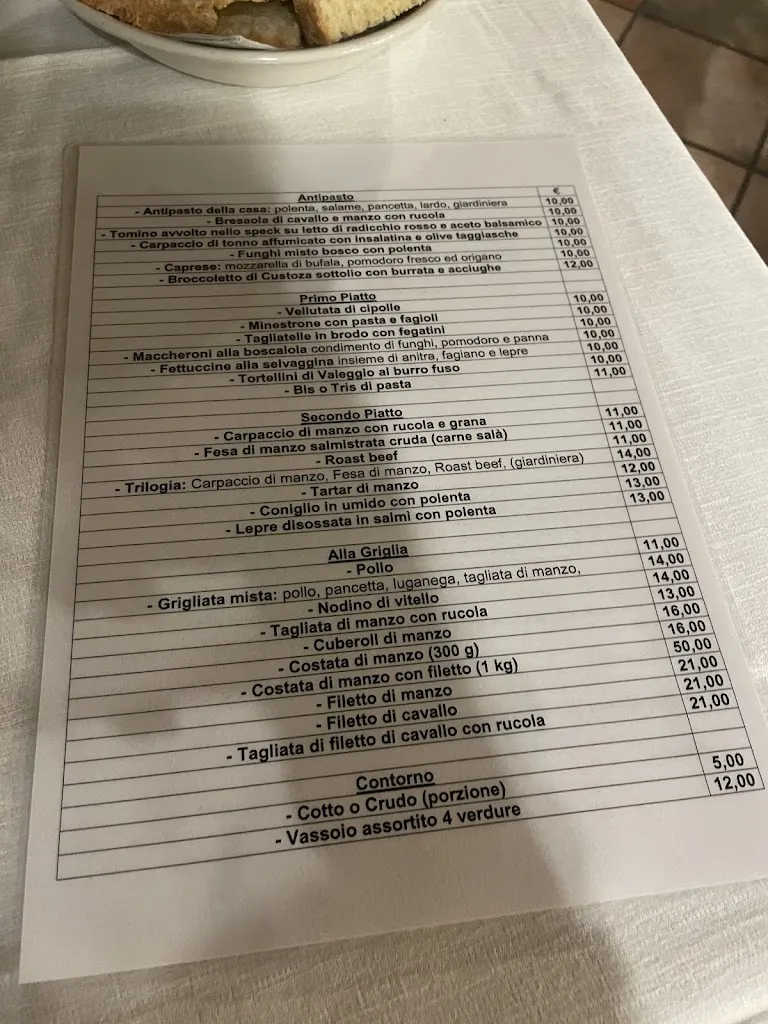 Antipasto €
- Antipasto della casa: polenta, salame, pancetta, lardo, giardiniera 10,00
- Bresaola di cavallo e manzo con rucola 10,00
- Tomino avvolto nello speck su letto di radicchio rosso e aceto balsamico 10,00
- Carpaccio di tonno affumicato con insalatina e olive taggiasche 10,00
- Funghi misto bosco con polenta 10,00
- Caprese: mozzarella di bufala, pomodoro fresco ed origano 10,00
- Broccoletto di Custoza sottolio con burrata e acciughe 12,00
Primo Piatto
- Vellutata di cipolle 10,00
- Minestrone con pasta e fagioli 10,00
- Tagliatelle in brodo con fegatini 10,00
- Maccheroni alla boscaiola condimento di funghi, pomodoro e panna 10,00
- Fettuccine alla selvaggina insieme di anitra, fagiano e lepre 10,00
- Tortellini di Valeggio al burro fuso 10,00
- Bis o Tris di pasta 11,00
Secondo Piatto
- Carpaccio di manzo con rucola e grana 11,00
- Fesa di manzo salmistrata cruda (carne salà) 11,00
- Roast beef 11,00
- Trilogia: Carpaccio di manzo, Fesa di manzo, Roast beef, (giardiniera) 14,00
- Tartar di manzo 12,00
- Coniglio in umido con polenta 13,00
- Lepre disossata in salmì con polenta 13,00
Alla Griglia
- Pollo 11,00
- Grigliata mista: pollo, pancetta, luganega, tagliata di manzo, 14,00
- Nodino di vitello 14,00
- Tagliata di manzo con rucola 13,00
- Cuberoll di manzo 16,00
- Costata di manzo (300 g) 16,00
- Costata di manzo con filetto (1 kg) 50,00
- Filetto di manzo 21,00
- Filetto di cavallo 21,00
- Tagliata di filetto di cavallo con rucola 21,00
Contorno
- Cotto o Crudo (porzione) 5,00
- Vassoio assortito 4 verdure 12,00